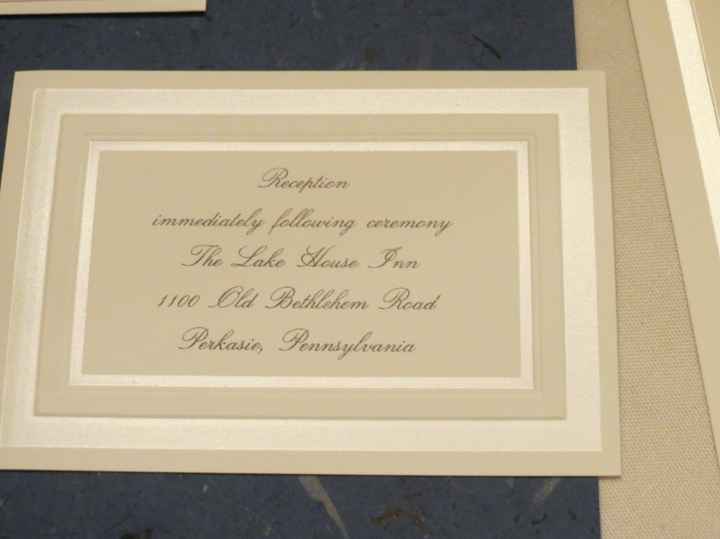 Reception
immediately following ceremony
The Lake House Inn
1100 Old Bethlehem Road
Perkasie, Pennsylvania